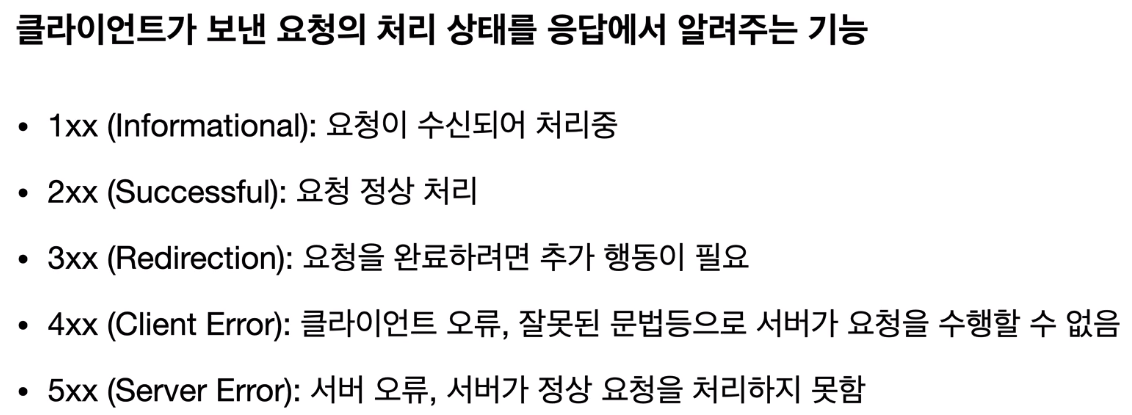 클라이언트가 보낸 요청의 처리 상태를 응답에서 알려주는 기능
• 1xx (Informational): 요청이 수신되어 처리중
• 2xx (Successful): 요청 정상 처리
• 3xx (Redirection): 요청을 완료하려면 추가 행동이 필요
• 4xx (Client Error): 클라이언트 오류, 잘못된 문법등으로 서버가 요청을 수행할 수 없음
• 5xx (Server Error): 서버 오류, 서버가 정상 요청을 처리하지 못함